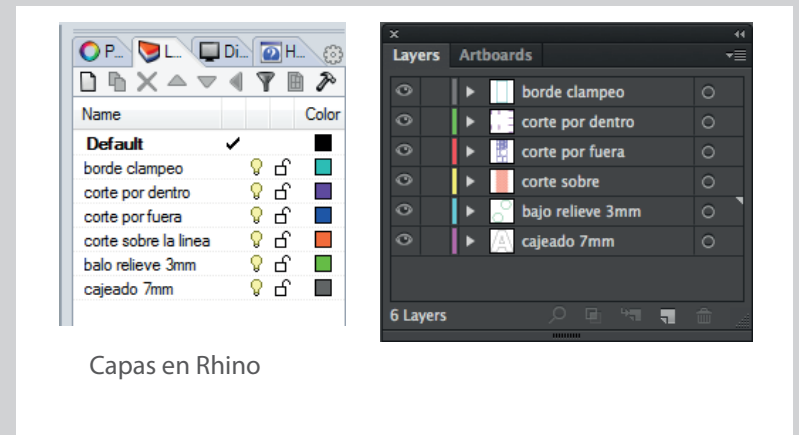 P... L... Di... H...
Name Color
Default
borde clampeo
corte por dentro
corte por fuera
corte sobre la linea
balo relieve 3mm
cajeado 7mm
Capas en Rhino
Layers Artboards
borde clampeo
corte por dentro
corte por fuera
corte sobre
bajo relieve 3mm
cajeado 7mm
6 Layers